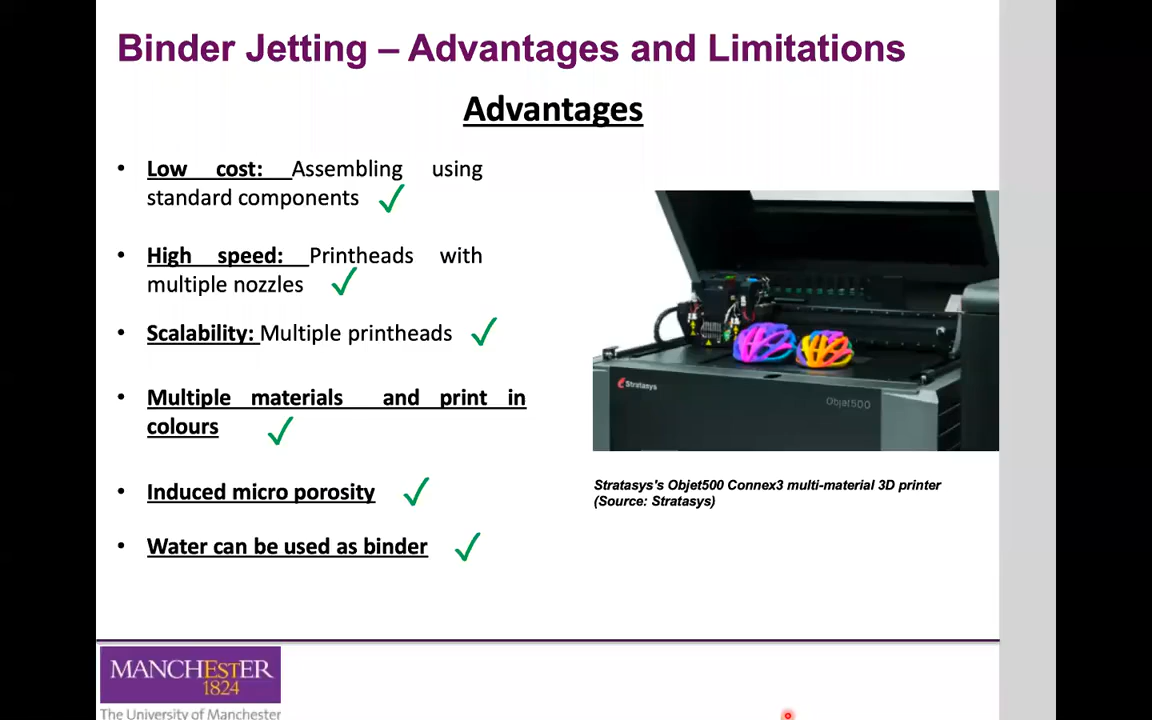 Binder Jetting – Advantages and Limitations
Advantages
• Low cost: Assembling using
standard components
• High speed: Printheads with
multiple nozzles
• Scalability: Multiple printheads
• Multiple materials and print in
colours
• Induced micro porosity
• Water can be used as binder
Stratasys
Objet500
Stratasys's Objet500 Connex3 multi-material 3D printer
(Source: Stratasys)
MANCHESTER
1824
The University of Manchester